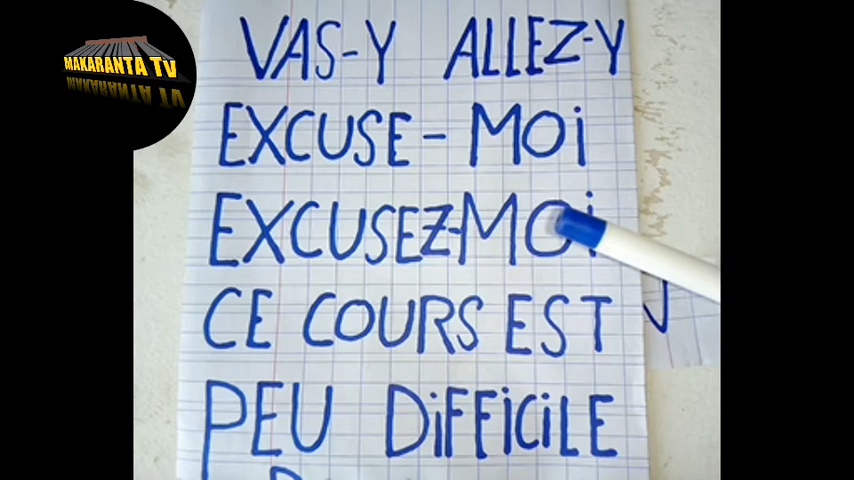 MAKARANTA TV
VAS-Y ALLEZ-Y
EXCUSE-MOi
EXCUSEZ-MOi
CE COURS EST
PEU DiFFiCiLE